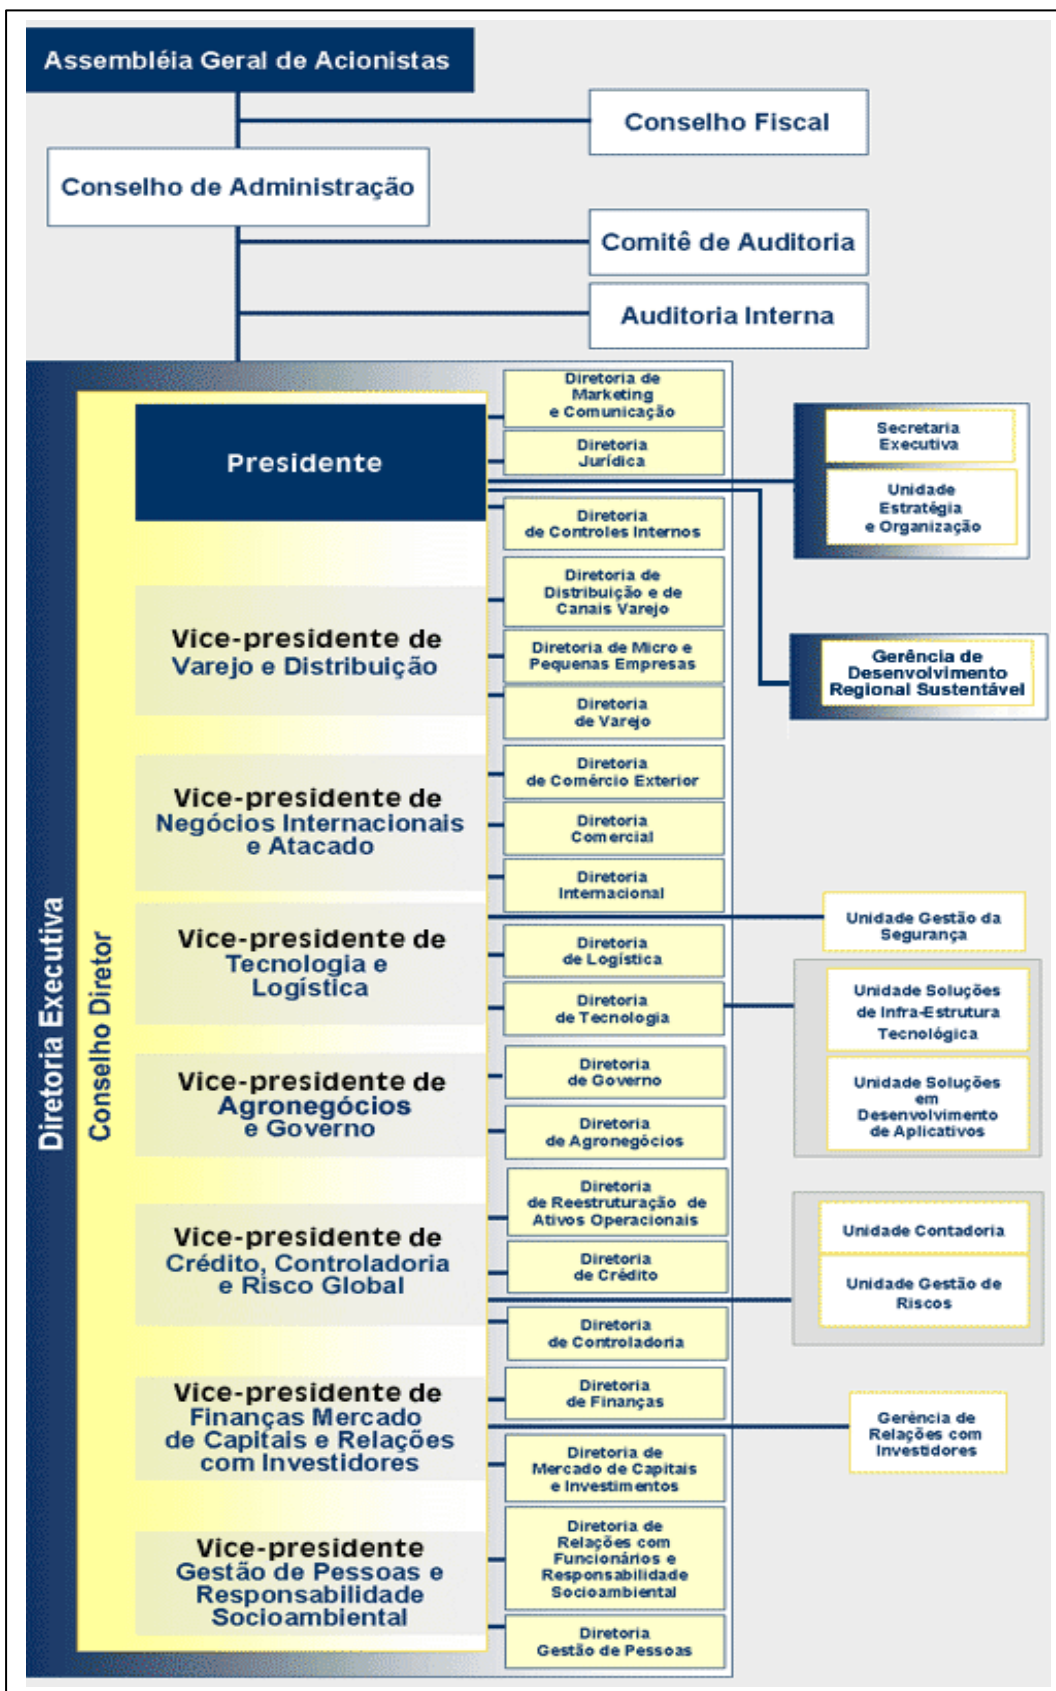 Assembléia Geral de Acionistas
Conselho Fiscal
Conselho de Administração
Comitê de Auditoria
Auditoria Interna
Diretoria Executiva
Conselho Diretor
Presidente
Diretoria de
Marketing
e Comunicação
Diretoria
Jurídica
Diretoria
de Controles Internos
Secretaria
Executiva
Unidade
Estratégia
e Organização
Gerência de
Desenvolvimento
Regional Sustentável
Vice-presidente de
Varejo e Distribuição
Diretoria de
Distribuição e de
Canais Varejo
Diretoria de Micro e
Pequenas Empresas
Diretoria
de Varejo
Vice-presidente de
Negócios Internacionais
e Atacado
Diretoria
de Comércio Exterior
Diretoria
Comercial
Diretoria
Internacional
Vice-presidente de
Tecnologia e
Logística
Unidade Gestão da
Segurança
Diretoria
de Logística
Diretoria
de Tecnologia
Unidade Soluções
de Infra-Estrutura
Tecnológica
Unidade Soluções
em
Desenvolvimento
de Aplicativos
Vice-presidente de
Agronegócios
e Governo
Diretoria
de Governo
Diretoria
de Agronegócios
Vice-presidente de
Crédito, Controladoria
e Risco Global
Diretoria
de Reestruturação de
Ativos Operacionais
Diretoria
de Crédito
Diretoria
de Controladoria
Unidade Contadoria
Unidade Gestão de
Riscos
Vice-presidente de
Finanças Mercado
de Capitais e Relações
com Investidores
Diretoria
de Finanças
Diretoria de
Mercado de Capitais
e Investimentos
Gerência de
Relações com
Investidores
Vice-presidente
Gestão de Pessoas e
Responsabilidade
Socioambiental
Diretoria de
Relações com
Funcionários e
Responsabilidade
Socioambiental
Diretoria
Gestão de Pessoas